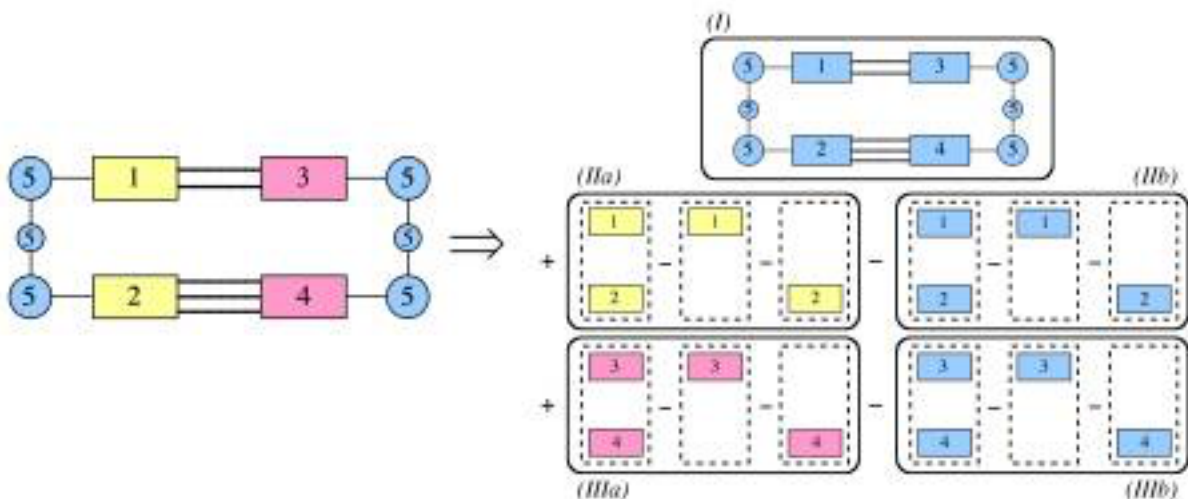 (I)
5 1 3 5
5 5
5 2 4 5
5 1 3 5
5 5
5 2 4 5
⇒
(IIa) (IIb)
1 1 1 1
+ – – – – –
2 2 2 2
3 3 3 3
+ – – – – –
4 4 4 4
(IIIa) (IIIb)